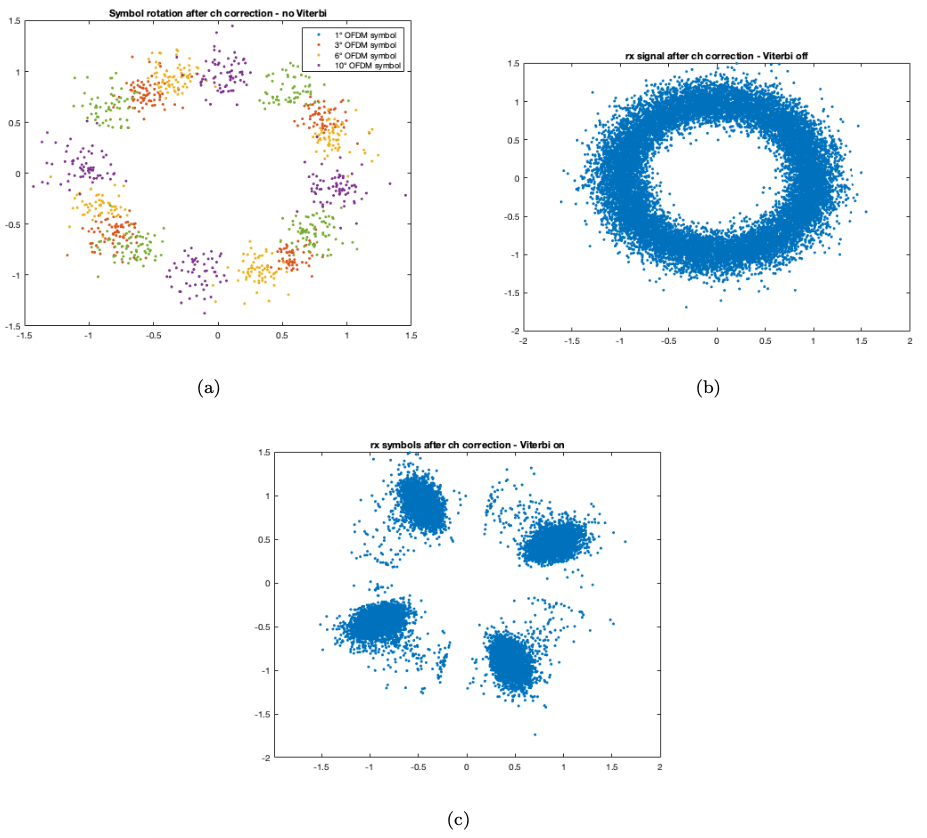 Symbol rotation after ch correction - no Viterbi
1° OFDM symbol
3° OFDM symbol
6° OFDM symbol
10° OFDM symbol
1.5
1
0.5
0
-0.5
-1
-1.5
-1.5 -1 -0.5 0 0.5 1 1.5
(a)
rx signal after ch correction - Viterbi off
1.5
1
0.5
0
-0.5
-1
-1.5
-2
-2 -1.5 -1 -0.5 0 0.5 1 1.5 2
(b)
rx symbols after ch correction - Viterbi on
1.5
1
0.5
0
-0.5
-1
-1.5
-2
-1.5 -1 -0.5 0 0.5 1 1.5 2
(c)